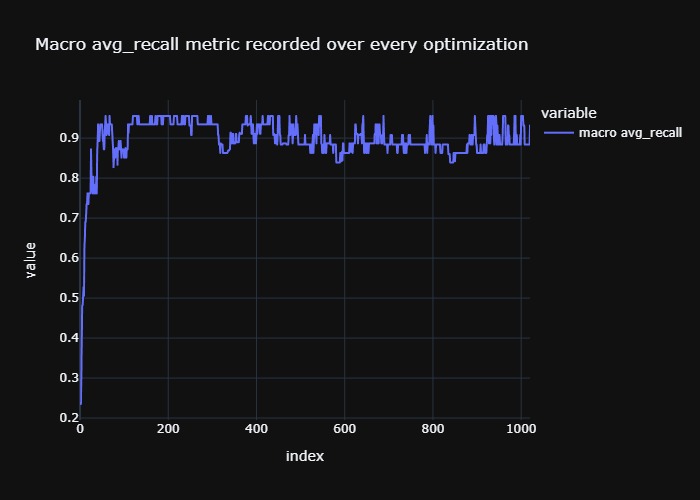 Macro avg_recall metric recorded over every optimization
variable
macro avg_recall
value
0.9
0.8
0.7
0.6
0.5
0.4
0.3
0.2
0 200 400 600 800 1000
index